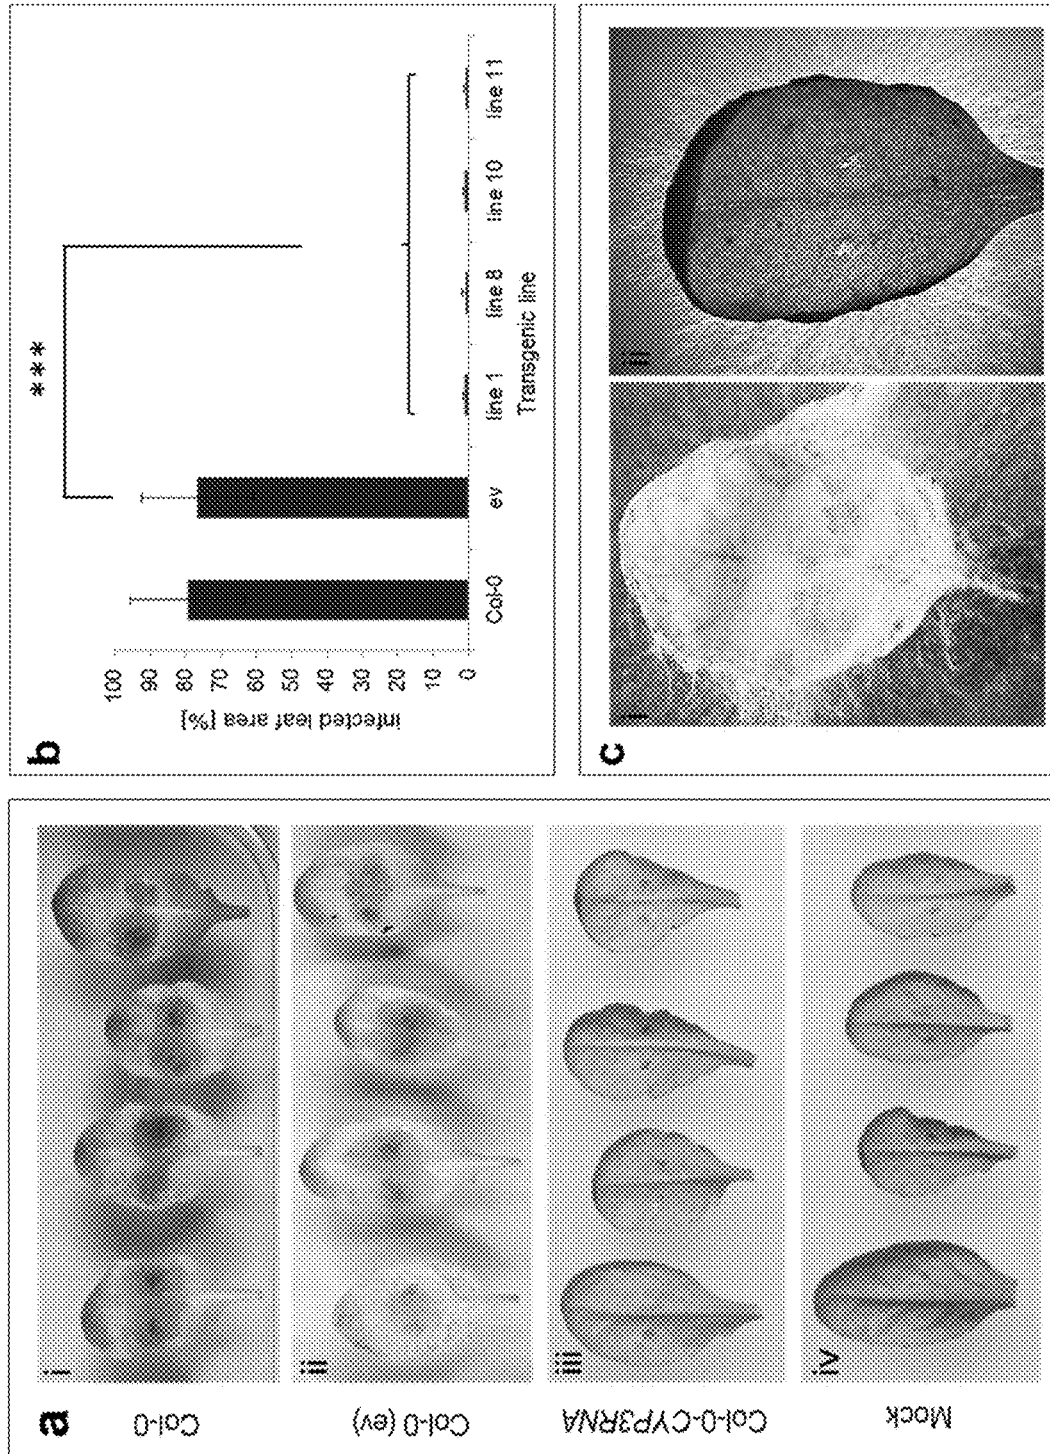 a
i
Col-0
ii
Col-0 (ev)
iii
Col-0-CYP3RNA
iv
Mock
b
***
infected leaf area [%]
100
90
80
70
60
50
40
30
20
10
0
Col-0
ev
line 1
line 8
line 10
line 11
Transgenic line
c
i
ii